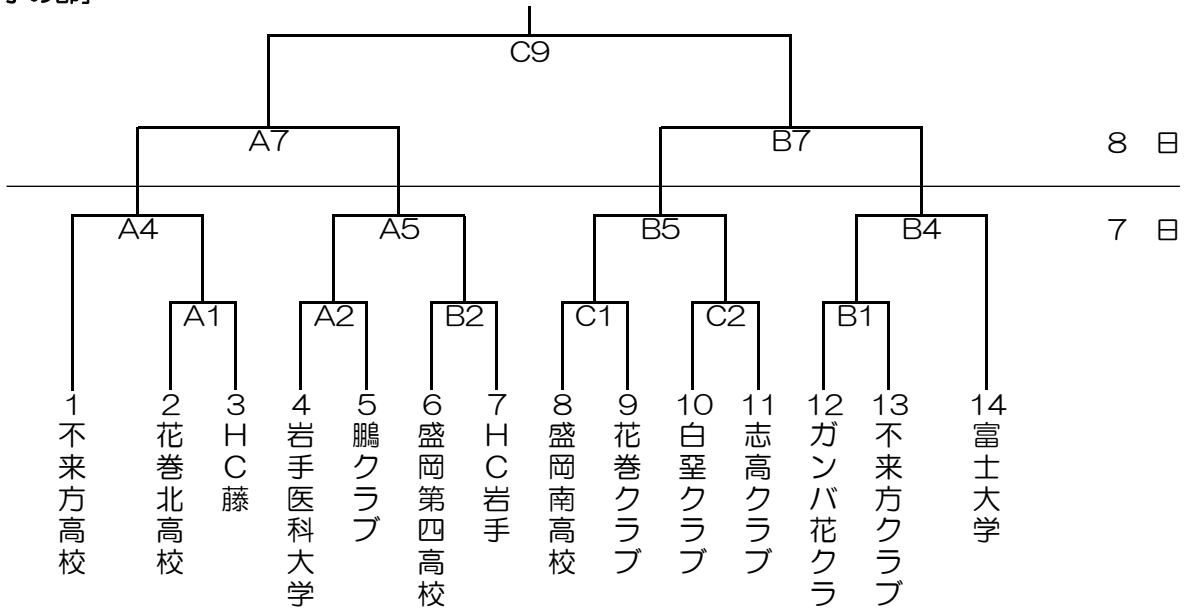 C9
A7
B7
8 日
A4
A5
B5
B4
7 日
A1
A2
B2
C1
C2
B1
1 不来方高校
2 花巻北高校
3 HC藤
4 岩手医科大学
5 鵬クラブ
6 盛岡第四高校
7 HC岩手
8 盛岡南高校
9 花巻クラブ
10 白堊クラブ
11 志高クラブ
12 ガンバ花クラ
13 不来方クラブ
14 富士大学